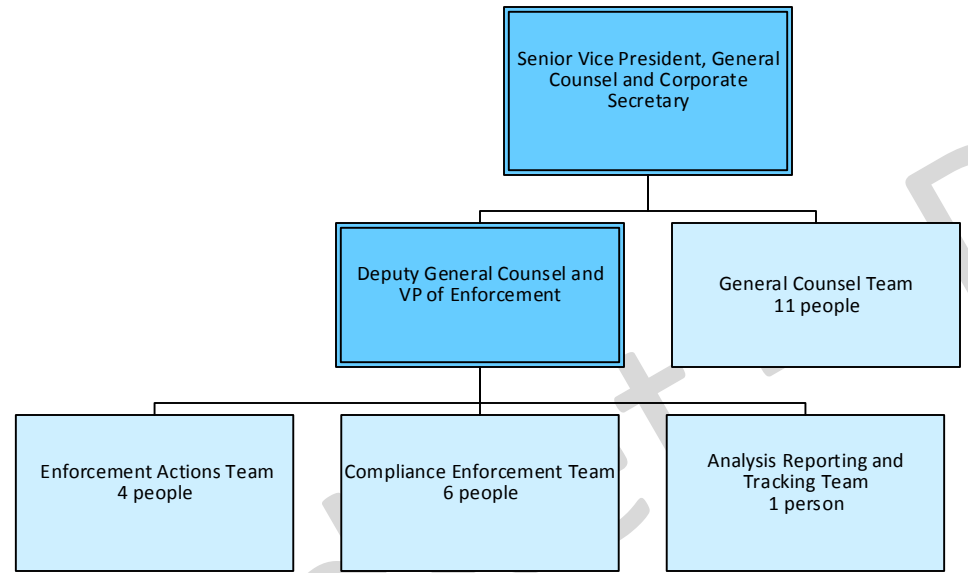 Senior Vice President, General
Counsel and Corporate
Secretary
Deputy General Counsel and
VP of Enforcement
General Counsel Team
11 people
Enforcement Actions Team
4 people
Compliance Enforcement Team
6 people
Analysis Reporting and
Tracking Team
1 person